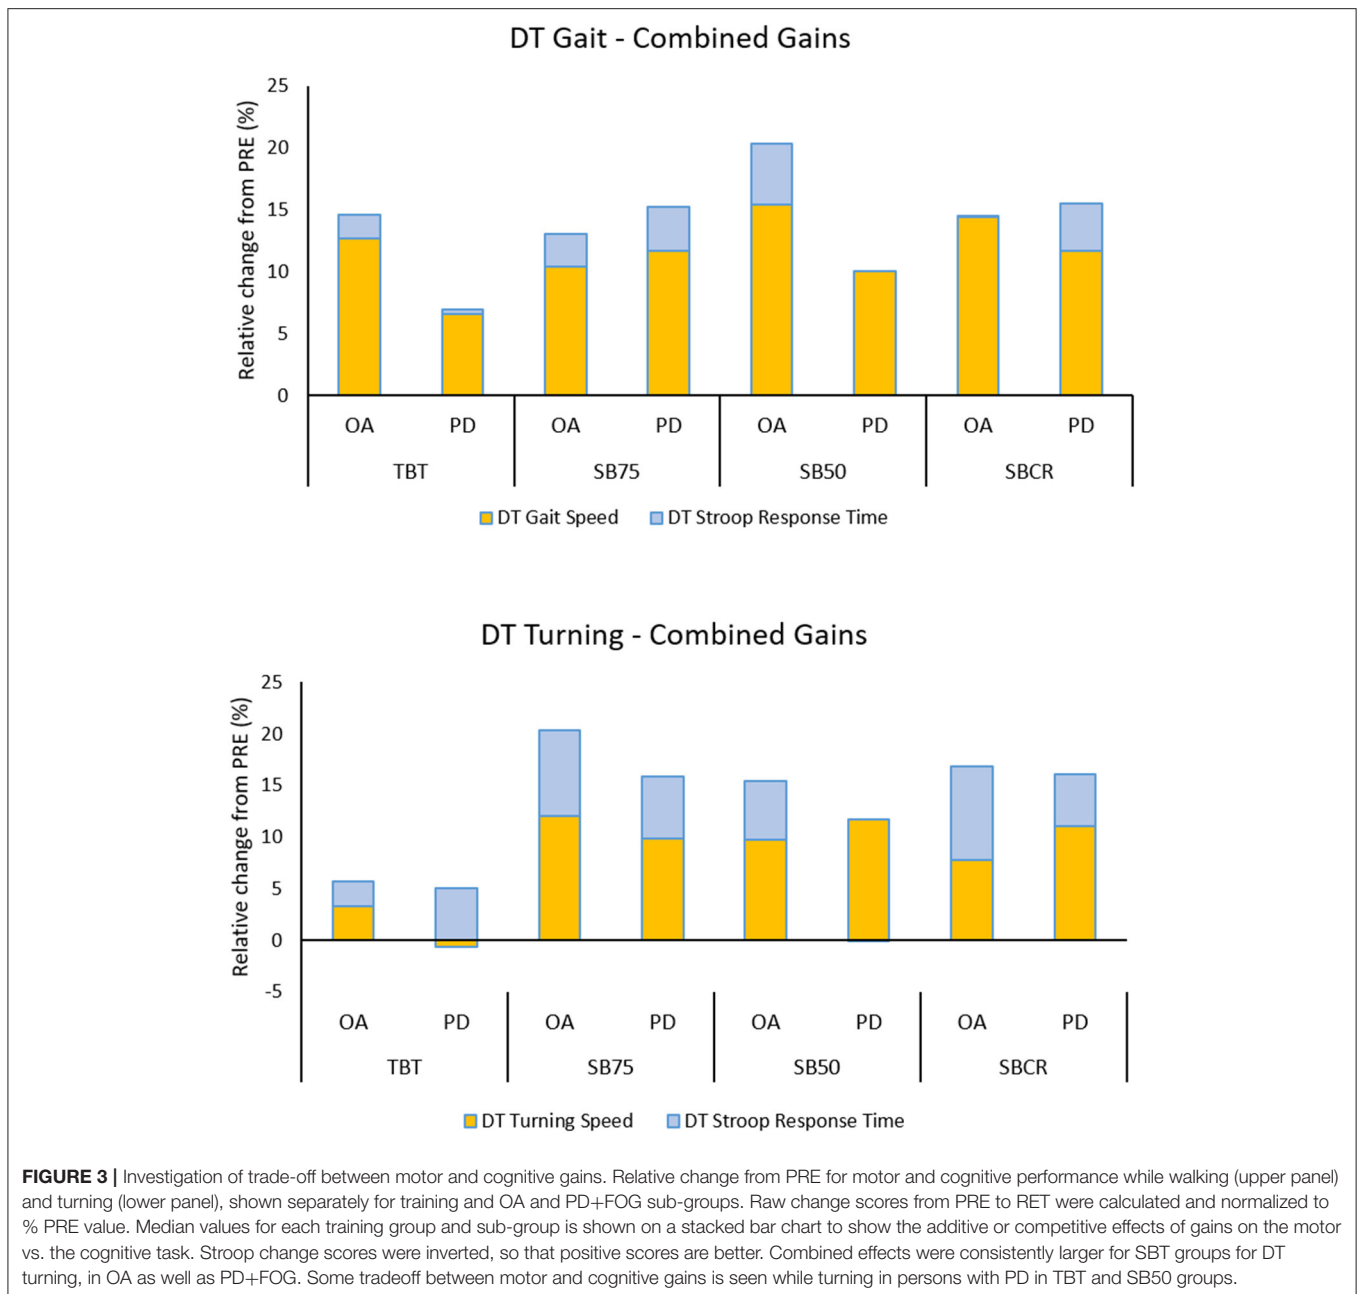 DT Gait - Combined Gains
Relative change from PRE (%)
25
20
15
10
5
0
OA PD OA PD OA PD OA PD
TBT SB75 SB50 SBCR
DT Gait Speed DT Stroop Response Time
DT Turning - Combined Gains
Relative change from PRE (%)
25
20
15
10
5
0
-5
OA PD OA PD OA PD OA PD
TBT SB75 SB50 SBCR
DT Turning Speed DT Stroop Response Time
FIGURE 3 | Investigation of trade-off between motor and cognitive gains. Relative change from PRE for motor and cognitive performance while walking (upper panel)
and turning (lower panel), shown separately for training and OA and PD+FOG sub-groups. Raw change scores from PRE to RET were calculated and normalized to
% PRE value. Median values for each training group and sub-group is shown on a stacked bar chart to show the additive or competitive effects of gains on the motor
vs. the cognitive task. Stroop change scores were inverted, so that positive scores are better. Combined effects were consistently larger for SBT groups for DT
turning, in OA as well as PD+FOG. Some tradeoff between motor and cognitive gains is seen while turning in persons with PD in TBT and SB50 groups.